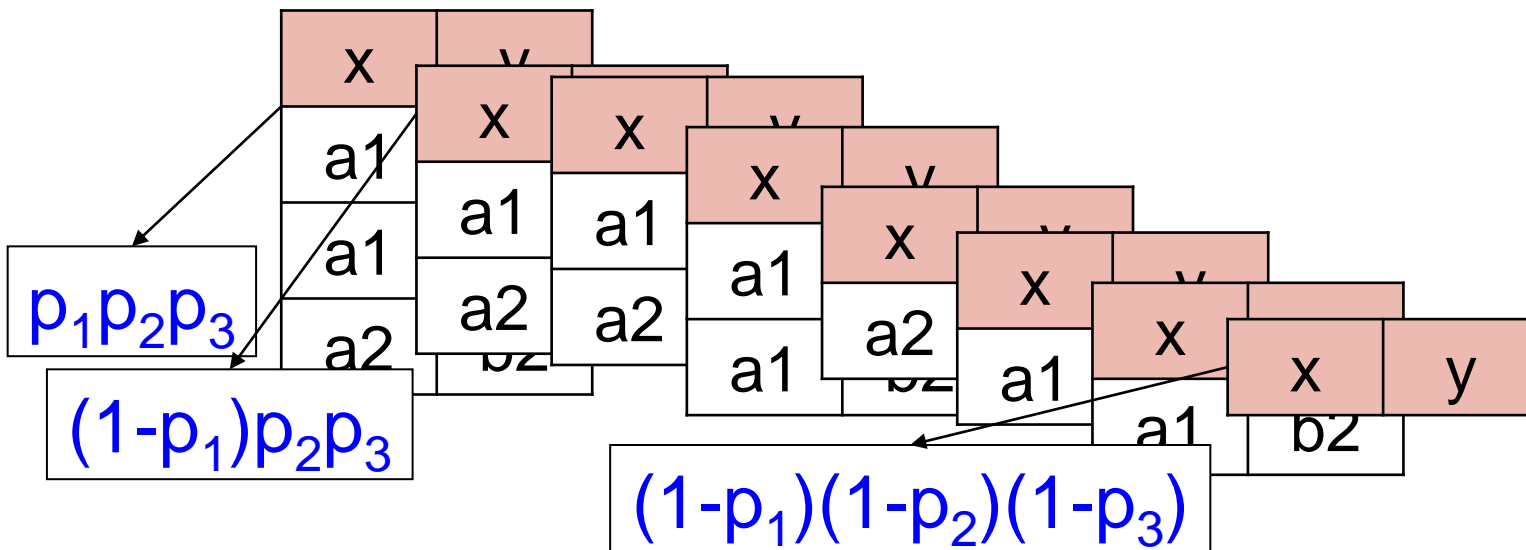 x y
a1
a1
a2 b2
x
a1
a2
x y
a1
a2
x y
a1
a1 b2
x y
a2
x y
a1
x
a1 b2
x y
p₁p₂p₃
(1-p₁)p₂p₃
(1-p₁)(1-p₂)(1-p₃)